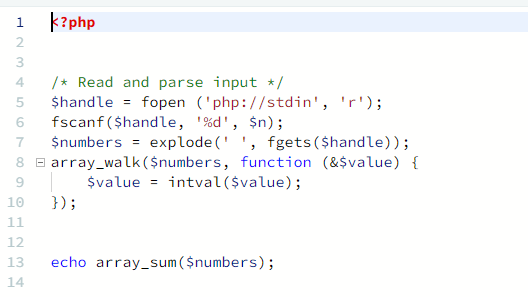 1 <?php
2
3
4 /* Read and parse input */
5 $handle = fopen ('php://stdin', 'r');
6 fscanf($handle, '%d', $n);
7 $numbers = explode(' ', fgets($handle));
8 array_walk($numbers, function (&$value) {
9     $value = intval($value);
10 });
11
12
13 echo array_sum($numbers);
14